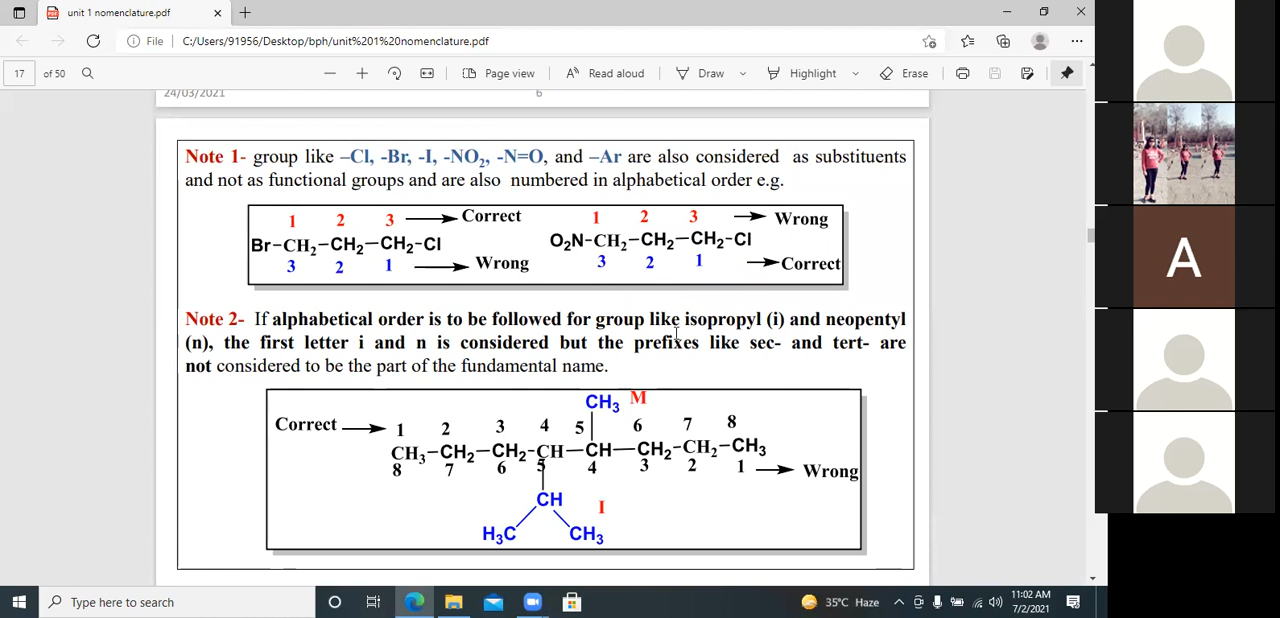 unit 1 nomenclature.pdf
File C:/Users/91956/Desktop/bph/unit%201%20nomenclature.pdf
17 of 50 Page view Read aloud Draw Highlight Erase
24/03/2021 6
Note 1- group like –Cl, -Br, -I, -NO2, -N=O, and –Ar are also considered as substituents
and not as functional groups and are also numbered in alphabetical order e.g.
1 2 3 Correct 1 2 3 Wrong
Br-CH2-CH2-CH2-Cl O2N-CH2-CH2-CH2-Cl
3 2 1 Wrong 3 2 1 Correct
Note 2- If alphabetical order is to be followed for group like isopropyl (i) and neopentyl
(n), the first letter i and n is considered but the prefixes like sec- and tert- are
not considered to be the part of the fundamental name.
CH3 M
Correct 1 2 3 4 5 6 7 8
CH3-CH2-CH2-CH-CH-CH2-CH2-CH3
8 7 6 5 4 3 2 1 Wrong
CH I
H3C CH3
A
Type here to search 35°C Haze 11:02 AM
7/2/2021